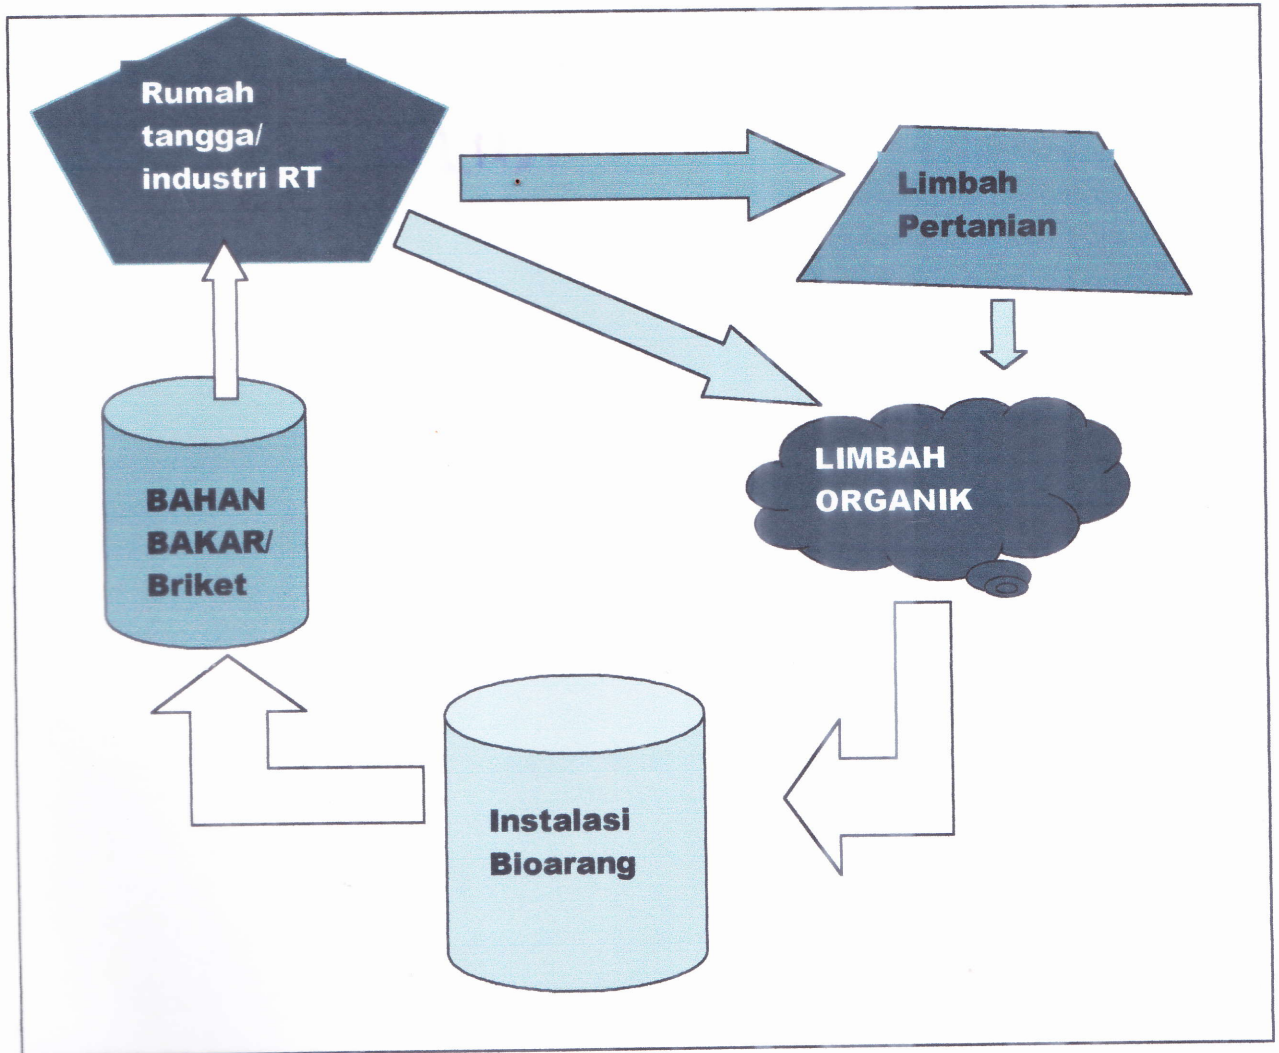 Rumah
tangga/
industri RT
Limbah
Pertanian
LIMBAH
ORGANIK
BAHAN
BAKAR/
Briket
Instalasi
Bioarang